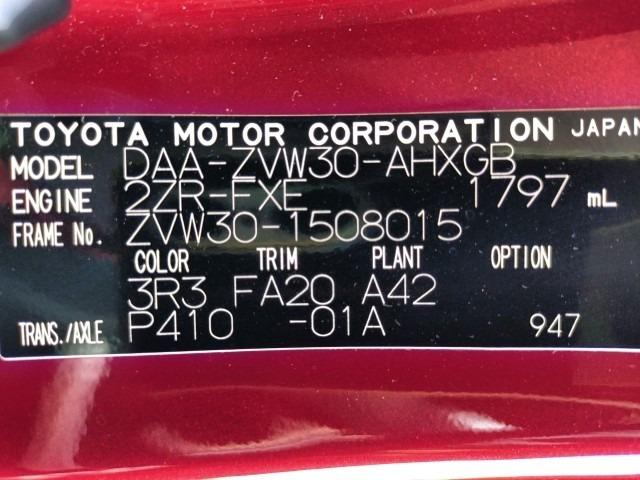 TOYOTA MOTOR CORPORATION JAPAN
MODEL DAA-ZVW30-AHXGB
ENGINE 2ZR-FXE 1797 mL
FRAME No. ZVW30-1508015
COLOR TRIM PLANT OPTION
3R3 FA20 A42
TRANS./AXLE P410 -01A 947